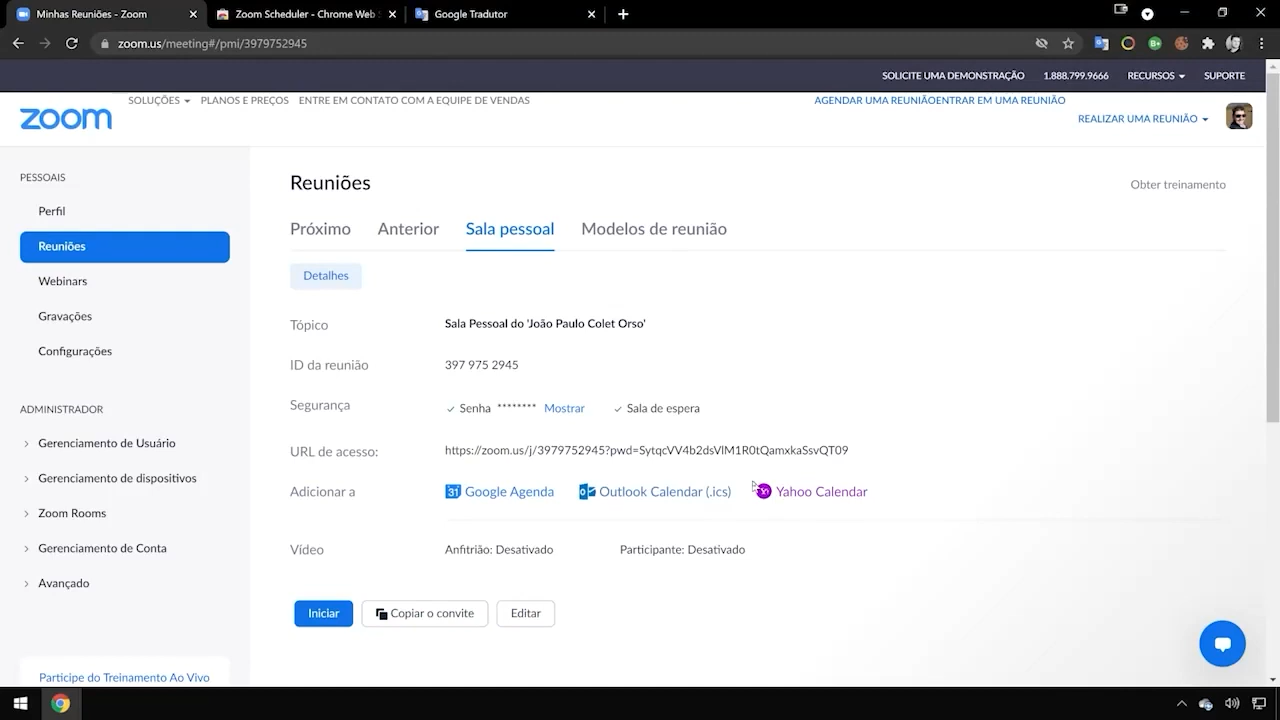 Minhas Reuniões - Zoom
Zoom Scheduler - Chrome Web
Google Tradutor
zoom.us/meeting#/pmi/3979752945
SOLICITE UMA DEMONSTRAÇÃO 1.888.799.9666 RECURSOS SUPORTE
zoom
SOLUÇÕES PLANOS E PREÇOS ENTRE EM CONTATO COM A EQUIPE DE VENDAS
AGENDAR UMA REUNIÃOENTRAR EM UMA REUNIÃO
REALIZAR UMA REUNIÃO
PESSOAIS
Perfil
Reuniões
Webinars
Gravações
Configurações
ADMINISTRADOR
Gerenciamento de Usuário
Gerenciamento de dispositivos
Zoom Rooms
Gerenciamento de Conta
Avançado
Participe do Treinamento Ao Vivo
Reuniões
Obter treinamento
Próximo Anterior Sala pessoal Modelos de reunião
Detalhes
Tópico Sala Pessoal do 'João Paulo Colet Orso'
ID da reunião 397 975 2945
Segurança Senha ******** Mostrar Sala de espera
URL de acesso: https://zoom.us/j/3979752945?pwd=SytqcVV4b2dsVlM1R0tQamxkaSsvQT09
Adicionar a Google Agenda Outlook Calendar (.ics) Yahoo Calendar
Vídeo Anfitrião: Desativado Participante: Desativado
Iniciar Copiar o convite Editar